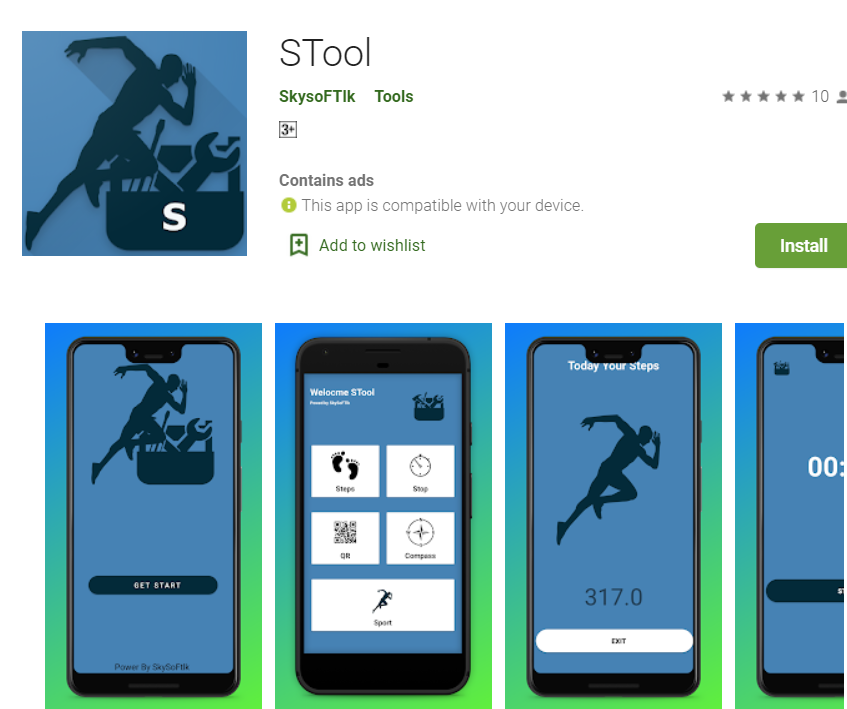 STool
SkysoFTlk Tools
10
3+
Contains ads
This app is compatible with your device.
Add to wishlist
Install
S
GET START
Power By SkySoFtlk
Welocme STool
Powred by SkySoFTlk
Steps
Stop
QR
Compass
Sport
Today Your Steps
317.0
EXIT
00: